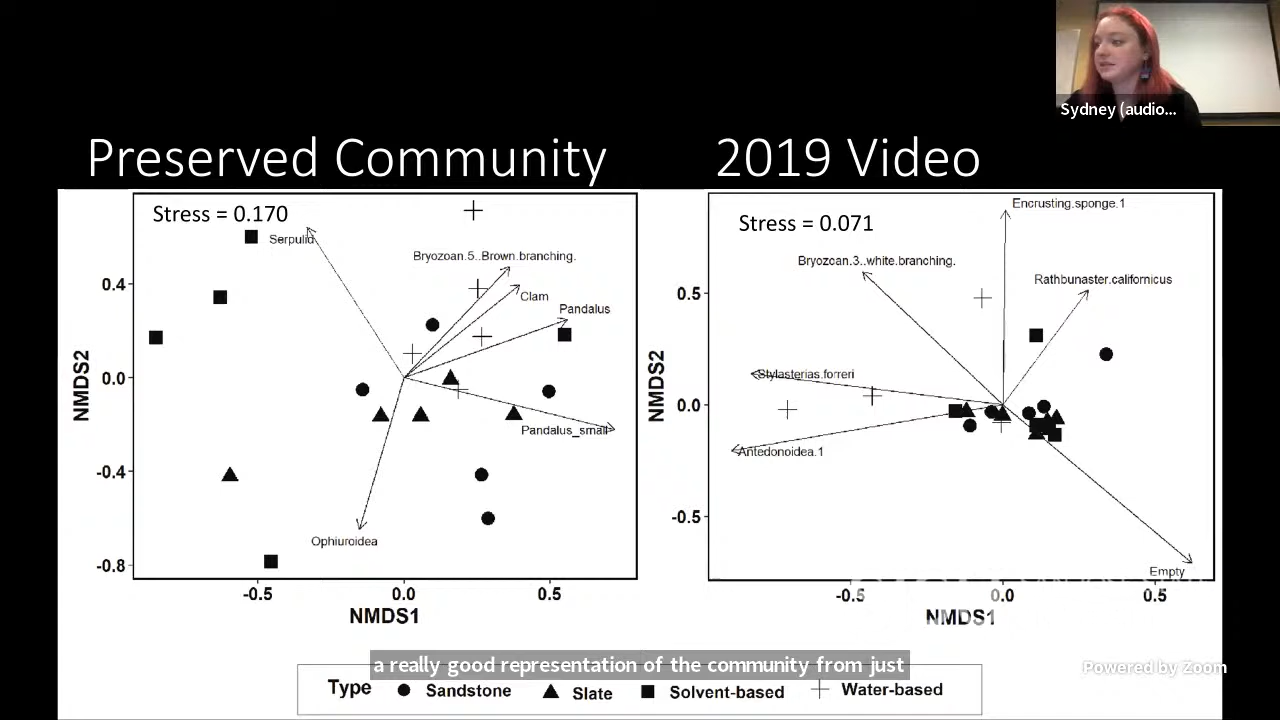 Sydney (audio...
Preserved Community
2019 Video
Stress = 0.170
Serpulid
Bryozoan.5..Brown.branching.
Clam
Pandalus
Pandalus_small
Ophiuroidea
0.4
0.0
-0.4
-0.8
NMDS2
-0.5
0.0
0.5
NMDS1
Stress = 0.071
Encrusting.sponge.1
Bryozoan.3..white.branching.
Rathbunaster.californicus
Stylasterias.forreri
Antedonoidea.1
Empty
0.5
0.0
-0.5
NMDS2
-0.5
0.0
0.5
NMDS1
a really good representation of the community from just
Powered by Zoom
Type Sandstone Slate Solvent-based Water-based